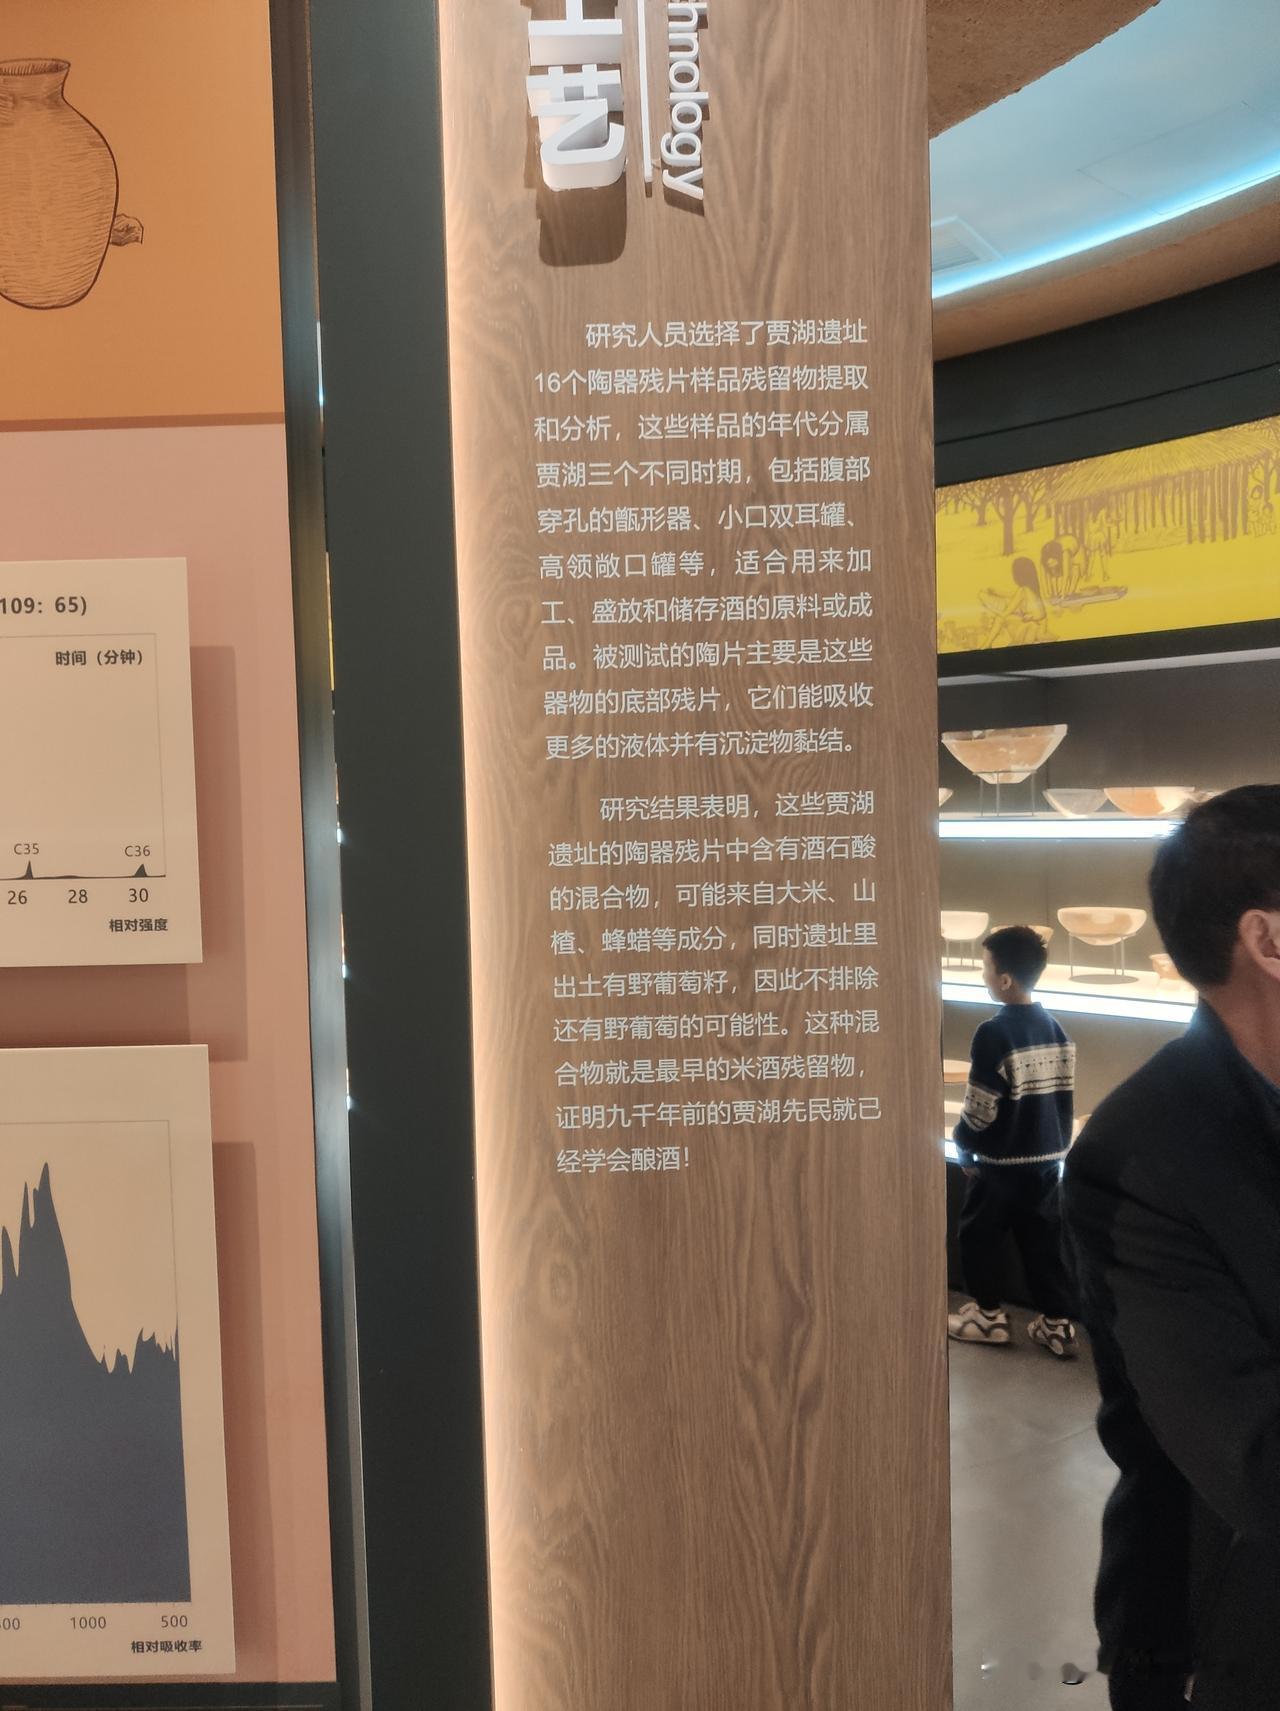 工艺
chnology
研究人员选择了贾湖遗址
16个陶器残片样品残留物提取
和分析，这些样品的年代分属
贾湖三个不同时期，包括腹部
穿孔的甑形器、小口双耳罐、
高领敞口罐等，适合用来加
工、盛放和储存酒的原料或成
品。被测试的陶片主要是这些
器物的底部残片，它们能吸收
更多的液体并有沉淀物黏结。
研究结果表明，这些贾湖
遗址的陶器残片中含有酒石酸
的混合物，可能来自大米、山
楂、蜂蜡等成分，同时遗址里
出土有野葡萄籽，因此不排除
还有野葡萄的可能性。这种混
合物就是最早的米酒残留物，
证明九千年前的贾湖先民就已
经学会酿酒！
109: 65)
时间（分钟）
C35 C36
26 28 30
相对强度
00 1000 500
相对吸收率